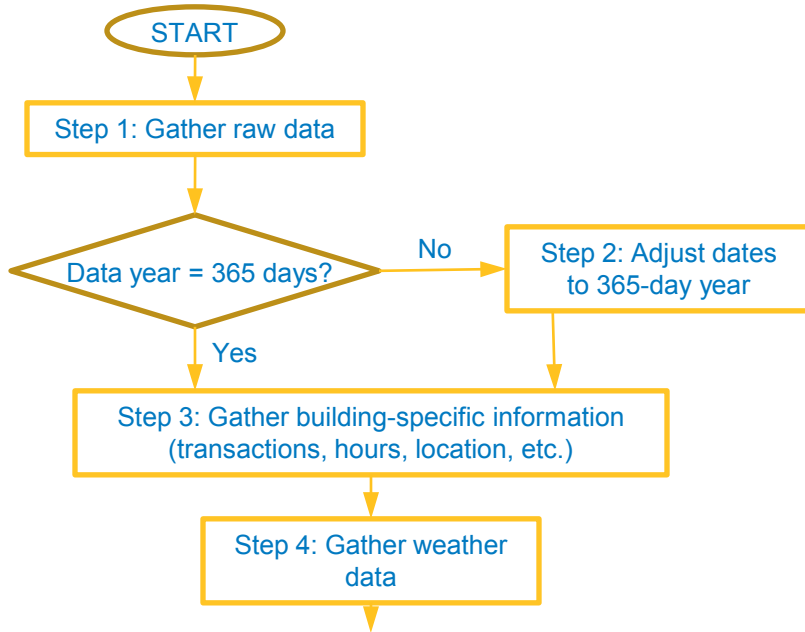 START
Step 1: Gather raw data
Data year = 365 days?
No
Step 2: Adjust dates
to 365-day year
Yes
Step 3: Gather building-specific information
(transactions, hours, location, etc.)
Step 4: Gather weather
data